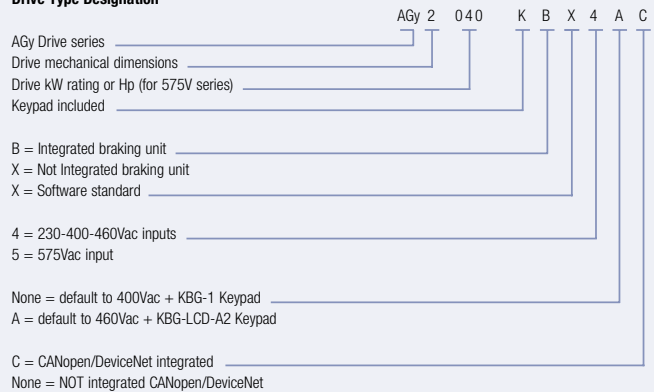 Drive Type Designation
AGy 2 040 K B X 4 A C
AGy Drive series
Drive mechanical dimensions
Drive kW rating or Hp (for 575V series)
Keypad included
B = Integrated braking unit
X = Not Integrated braking unit
X = Software standard
4 = 230-400-460Vac inputs
5 = 575Vac input
None = default to 400Vac + KBG-1 Keypad
A = default to 460Vac + KBG-LCD-A2 Keypad
C = CANopen/DeviceNet integrated
None = NOT integrated CANopen/DeviceNet